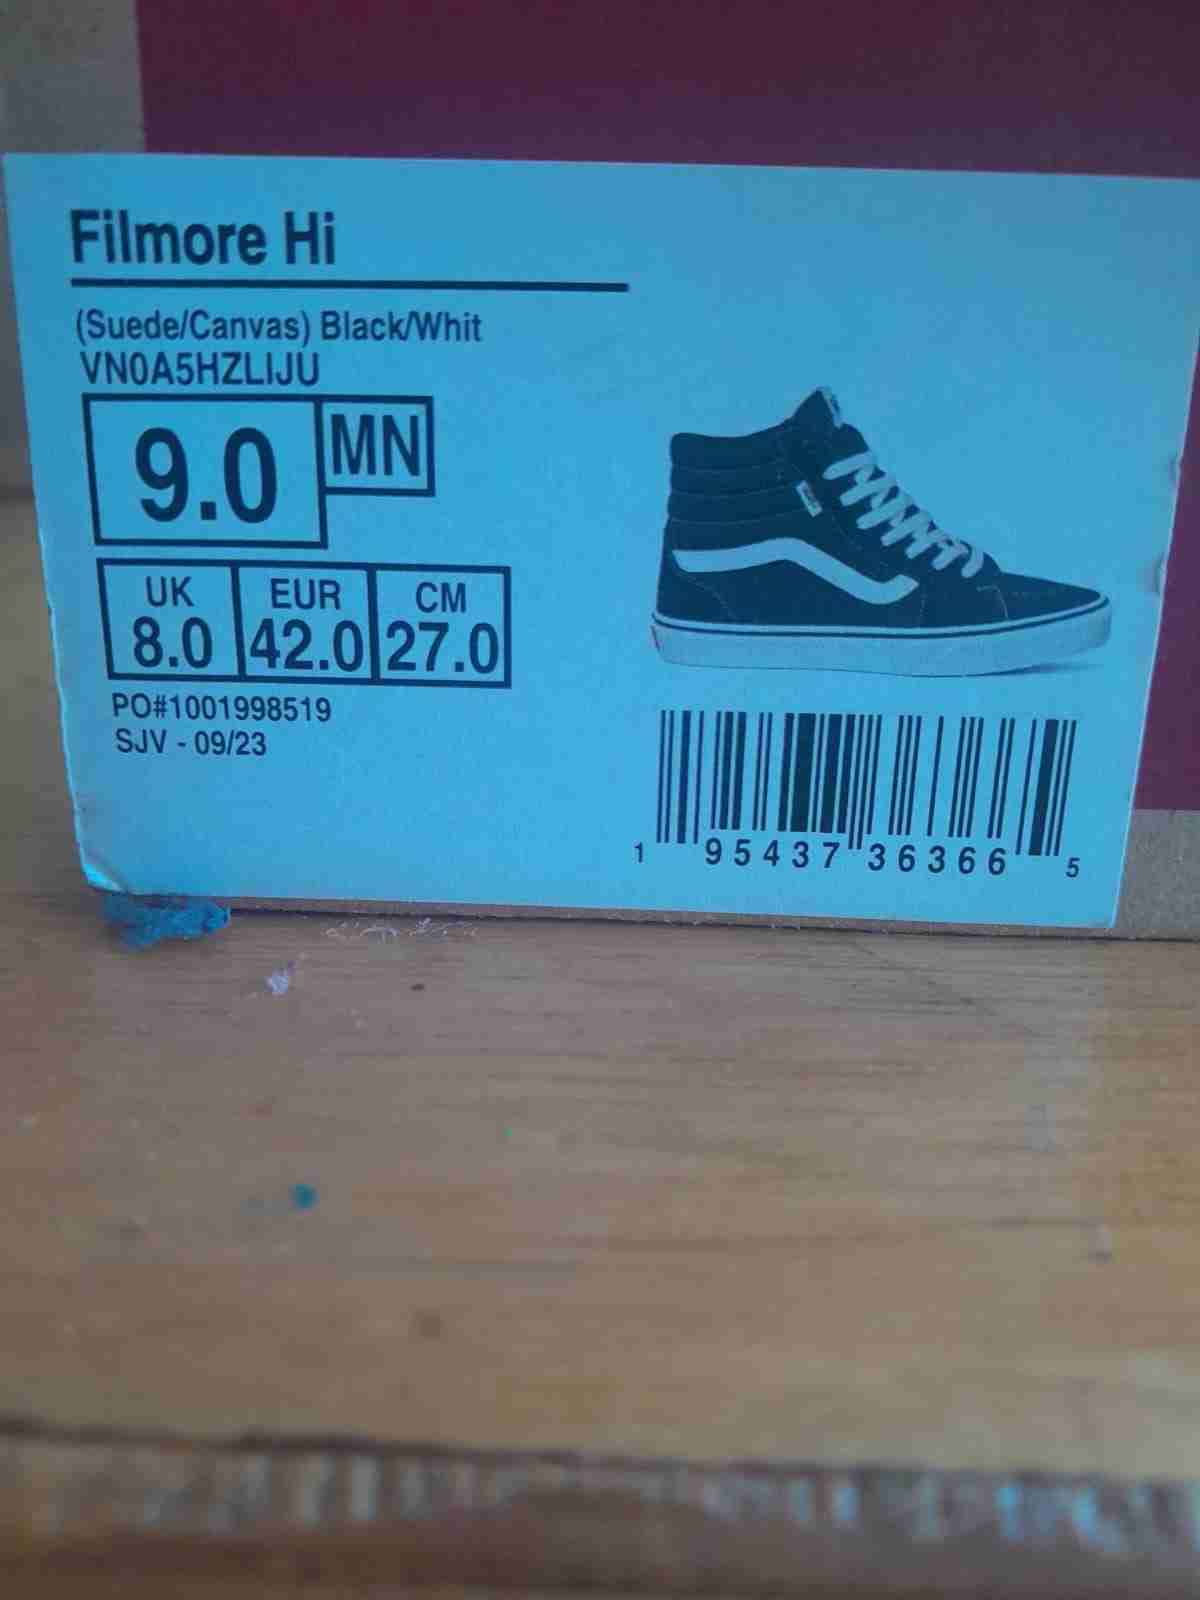 Filmore Hi
(Suede/Canvas) Black/Whit
VN0A5HZLIJU
9.0 MN
UK EUR CM
8.0 42.0 27.0
PO#1001998519
SJV - 09/23
1 95437 36366 5